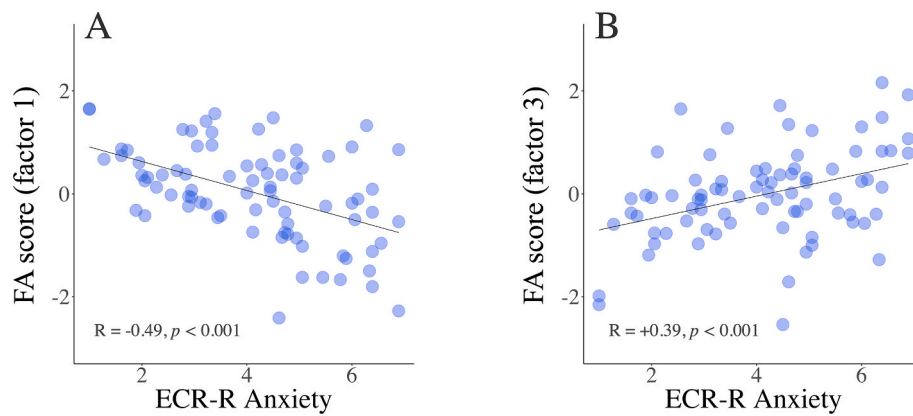 A
FA score (factor 1)
2
0
-2
R = -0.49, p < 0.001
2
4
6
ECR-R Anxiety
B
FA score (factor 3)
2
0
-2
R = +0.39, p < 0.001
2
4
6
ECR-R Anxiety